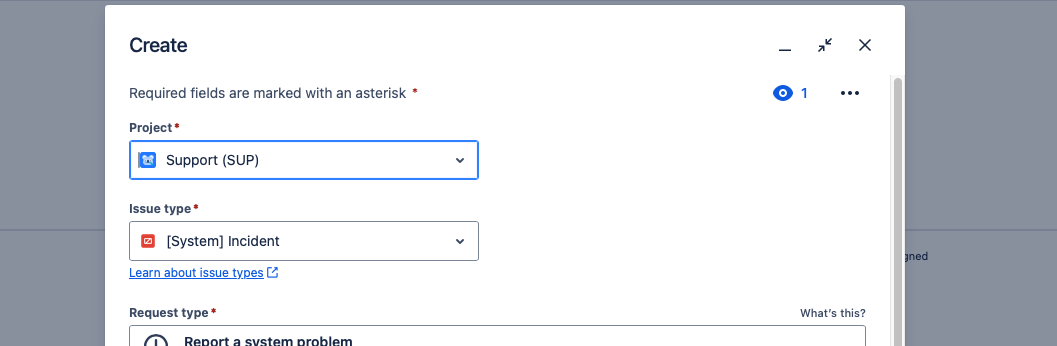 Create
Required fields are marked with an asterisk *
1
Project*
Support (SUP)
Issue type*
[System] Incident
Learn about issue types
gned
Request type*
What's this?
Report a system problem